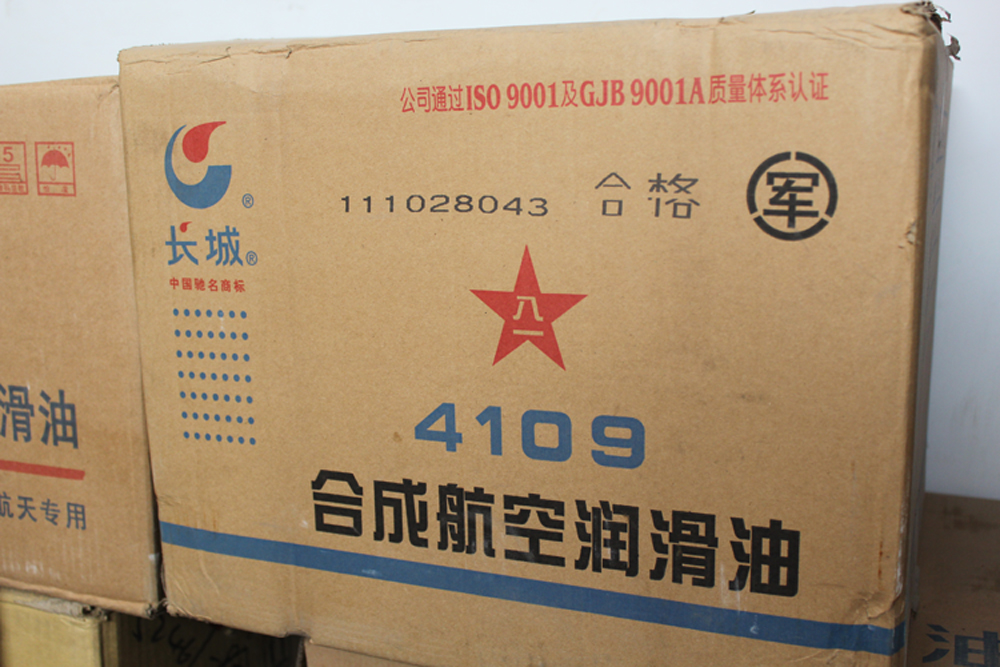 公司通过ISO 9001及GJB 9001A质量体系认证
111028043 合格 军
长城
中国驰名商标
八一
4109
合成航空润滑油
5
滑油
航天专用
油